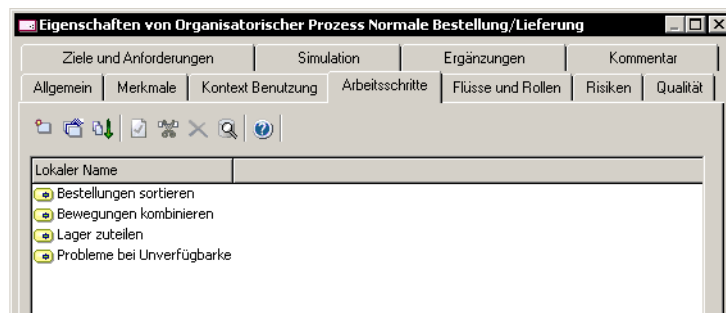 Eigenschaften von Organisatorischer Prozess Normale Bestellung/Lieferung
Ziele und Anforderungen Simulation Ergänzungen Kommentar
Allgemein Merkmale Kontext Benutzung Arbeitsschritte Flüsse und Rollen Risiken Qualität
Lokaler Name
Bestellungen sortieren
Bewegungen kombinieren
Lager zuteilen
Probleme bei Unverfügbarke